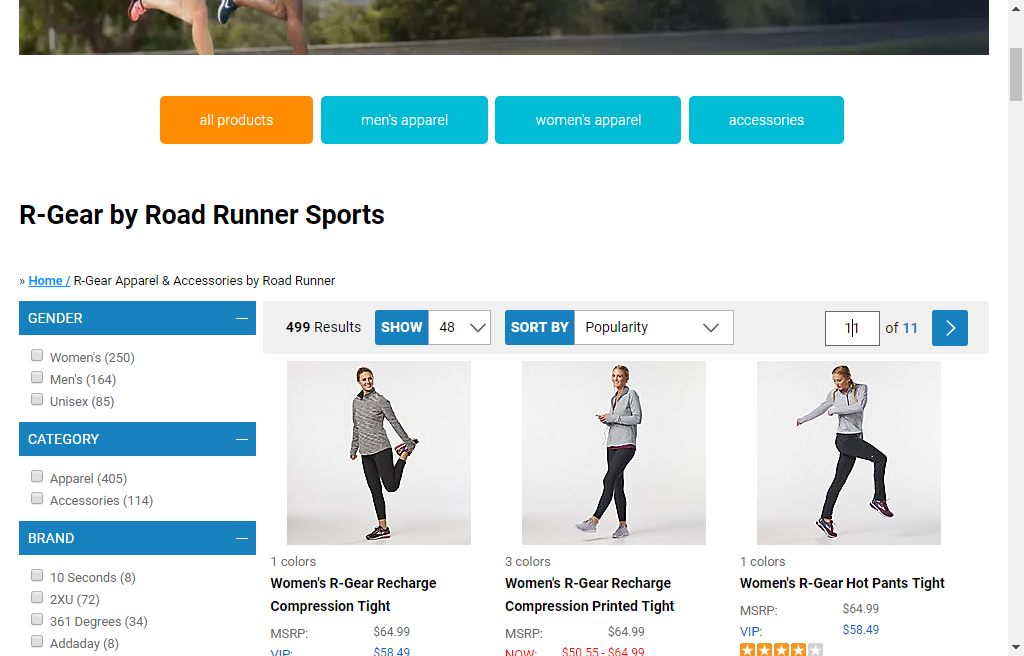 all products
men's apparel
women's apparel
accessories
R-Gear by Road Runner Sports
» Home / R-Gear Apparel & Accessories by Road Runner
GENDER
Women's (250)
Men's (164)
Unisex (85)
CATEGORY
Apparel (405)
Accessories (114)
BRAND
10 Seconds (8)
2XU (72)
361 Degrees (34)
Addaday (8)
499 Results
SHOW 48
SORT BY Popularity
11 of 11
1 colors
Women's R-Gear Recharge
Compression Tight
MSRP: $64.99
VIP: $58.49
3 colors
Women's R-Gear Recharge
Compression Printed Tight
MSRP: $64.99
NOW: $50.55 - $64.99
1 colors
Women's R-Gear Hot Pants Tight
MSRP: $64.99
VIP: $58.49